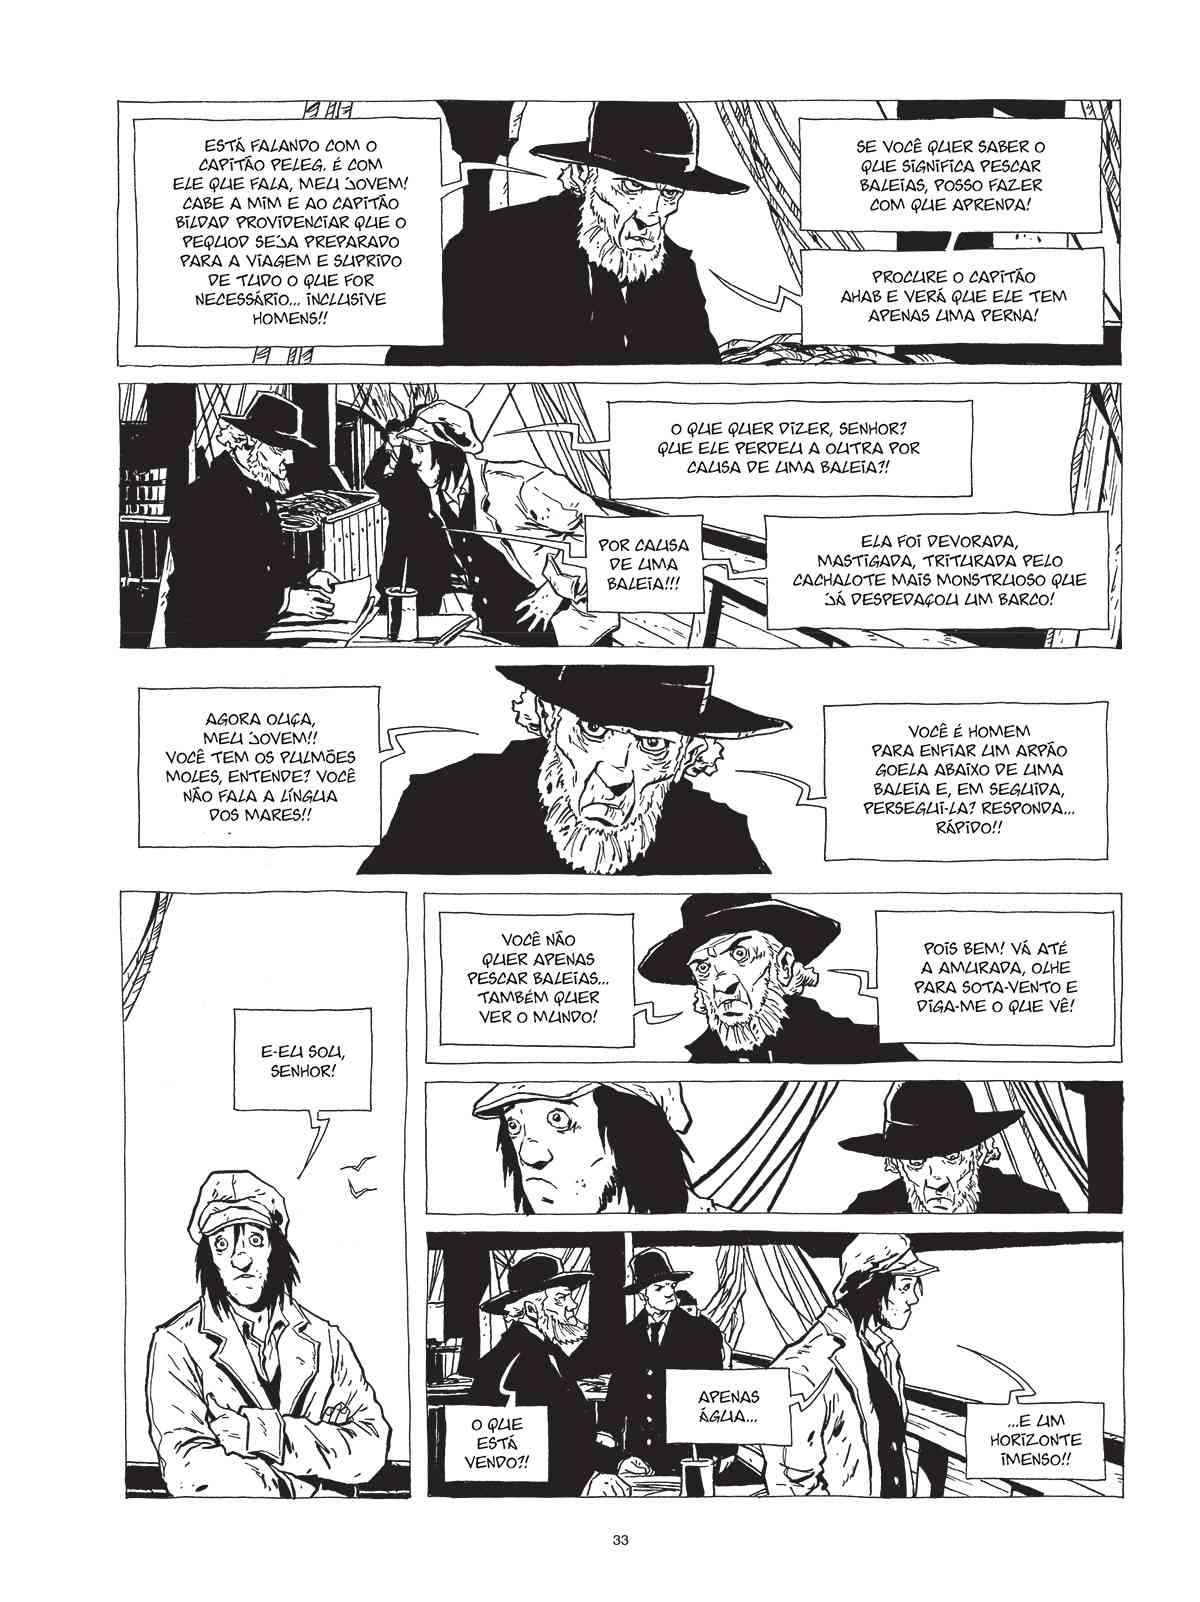 ESTÁ FALANDO COM O
CAPITÃO PELEG. É COM
ELE QUE FALA, MEU JOVEM!
CABE A MIM E AO CAPITÃO
BILDAD PROVIDENCIAR QUE O
PEQUOD SEJA PREPARADO
PARA A VIAGEM E SUPRIDO
DE TUDO O QUE FOR
NECESSÁRIO... INCLUSIVE
HOMENS!!
SE VOCÊ QUER SABER O
QUE SIGNIFICA PESCAR
BALEIAS, POSSO FAZER
COM QUE APRENDA!
PROCURE O CAPITÃO
AHAB E VERÁ QUE ELE TEM
APENAS UMA PERNA!
O QUE QUER DIZER, SENHOR?
QUE ELE PERDEU A OUTRA POR
CAUSA DE UMA BALEIA?!
POR CAUSA
DE UMA
BALEIA!!!
ELA FOI DEVORADA,
MASTIGADA, TRITURADA PELO
CACHALOTE MAIS MONSTRUOSO QUE
JÁ DESPEDAÇOU UM BARCO!
AGORA OUÇA,
MEU JOVEM!!
VOCÊ TEM OS PULMÕES
MOLES, ENTENDE? VOCÊ
NÃO FALA A LÍNGUA
DOS MARES!!
VOCÊ É HOMEM
PARA ENFIAR UM ARPÃO
GOELA ABAIXO DE UMA
BALEIA E, EM SEGUIDA,
PERSEGUI-LA? RESPONDA...
RÁPIDO!!
E-EU SOU,
SENHOR!
VOCÊ NÃO
QUER APENAS
PESCAR BALEIAS...
TAMBÉM QUER
VER O MUNDO!
POIS BEM! VÁ ATÉ
A AMURADA, OLHE
PARA SOTA-VENTO E
DIGA-ME O QUE VÊ!
O QUE
ESTÁ
VENDO?!
APENAS
ÁGUA...
...E UM
HORIZONTE
IMENSO!!
33